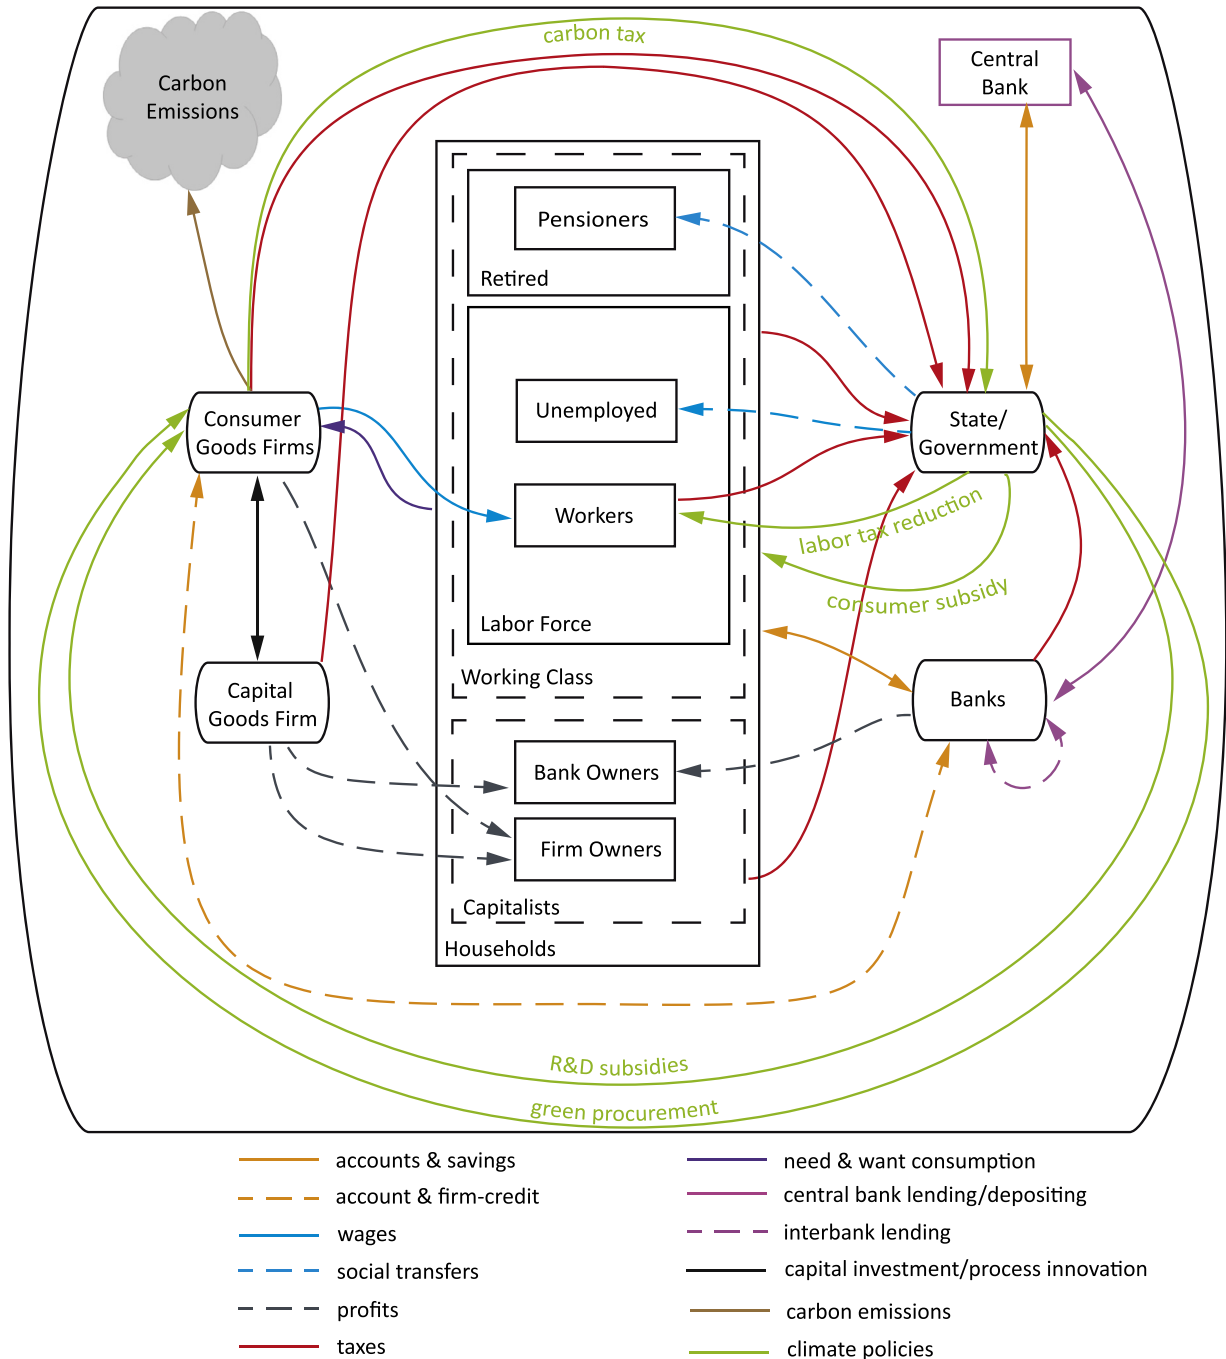 carbon tax
Carbon
Emissions
Central
Bank
Pensioners
Retired
Unemployed
Consumer
Goods Firms
State/
Government
Workers
labor tax reduction
consumer subsidy
Labor Force
Working Class
Capital
Goods Firm
Banks
Bank Owners
Firm Owners
Capitalists
Households
R&D subsidies
green procurement
accounts & savings
account & firm-credit
wages
social transfers
profits
taxes
need & want consumption
central bank lending/depositing
interbank lending
capital investment/process innovation
carbon emissions
climate policies